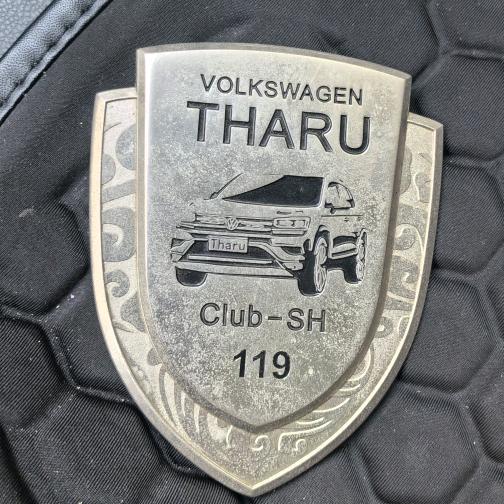 VOLKSWAGEN
THARU
Tharu
Club-SH
119